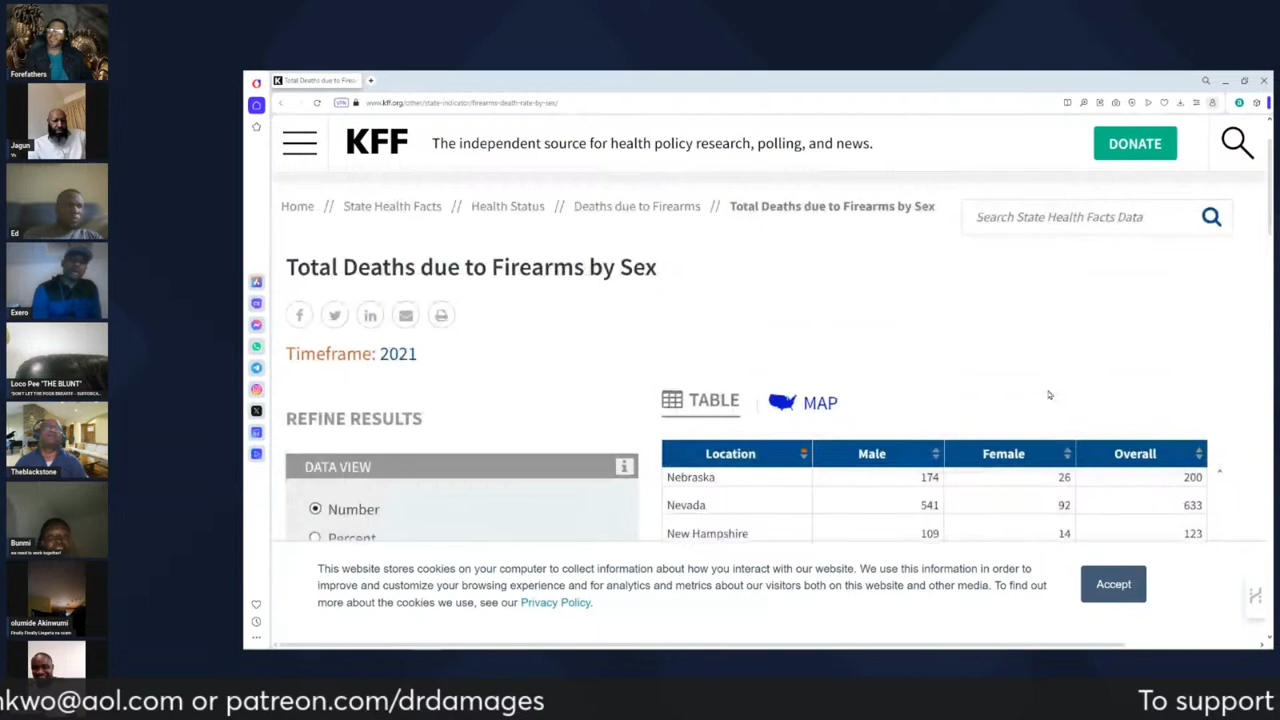 Forefathers
Jagun
Ed
Exero
Loco Pee "THE BLUNT"
Theblackstone
Bunmi
we need to work together!
olumide Akinwumi
Total Deaths due to Firea
www.kff.org/other/state-indicator/firearms-death-rate-by-sex/
VPN
KFF
The independent source for health policy research, polling, and news.
DONATE
Home // State Health Facts // Health Status // Deaths due to Firearms // Total Deaths due to Firearms by Sex
Search State Health Facts Data
Total Deaths due to Firearms by Sex
Timeframe: 2021
REFINE RESULTS
DATA VIEW
Number
Percent
TABLE
MAP
Location Male Female Overall
Nebraska 174 26 200
Nevada 541 92 633
New Hampshire 109 14 123
This website stores cookies on your computer to collect information about how you interact with our website. We use this information in order to
improve and customize your browsing experience and for analytics and metrics about our visitors both on this website and other media. To find out
more about the cookies we use, see our Privacy Policy.
Accept
nkwo@aol.com or patreon.com/drdamages
To support